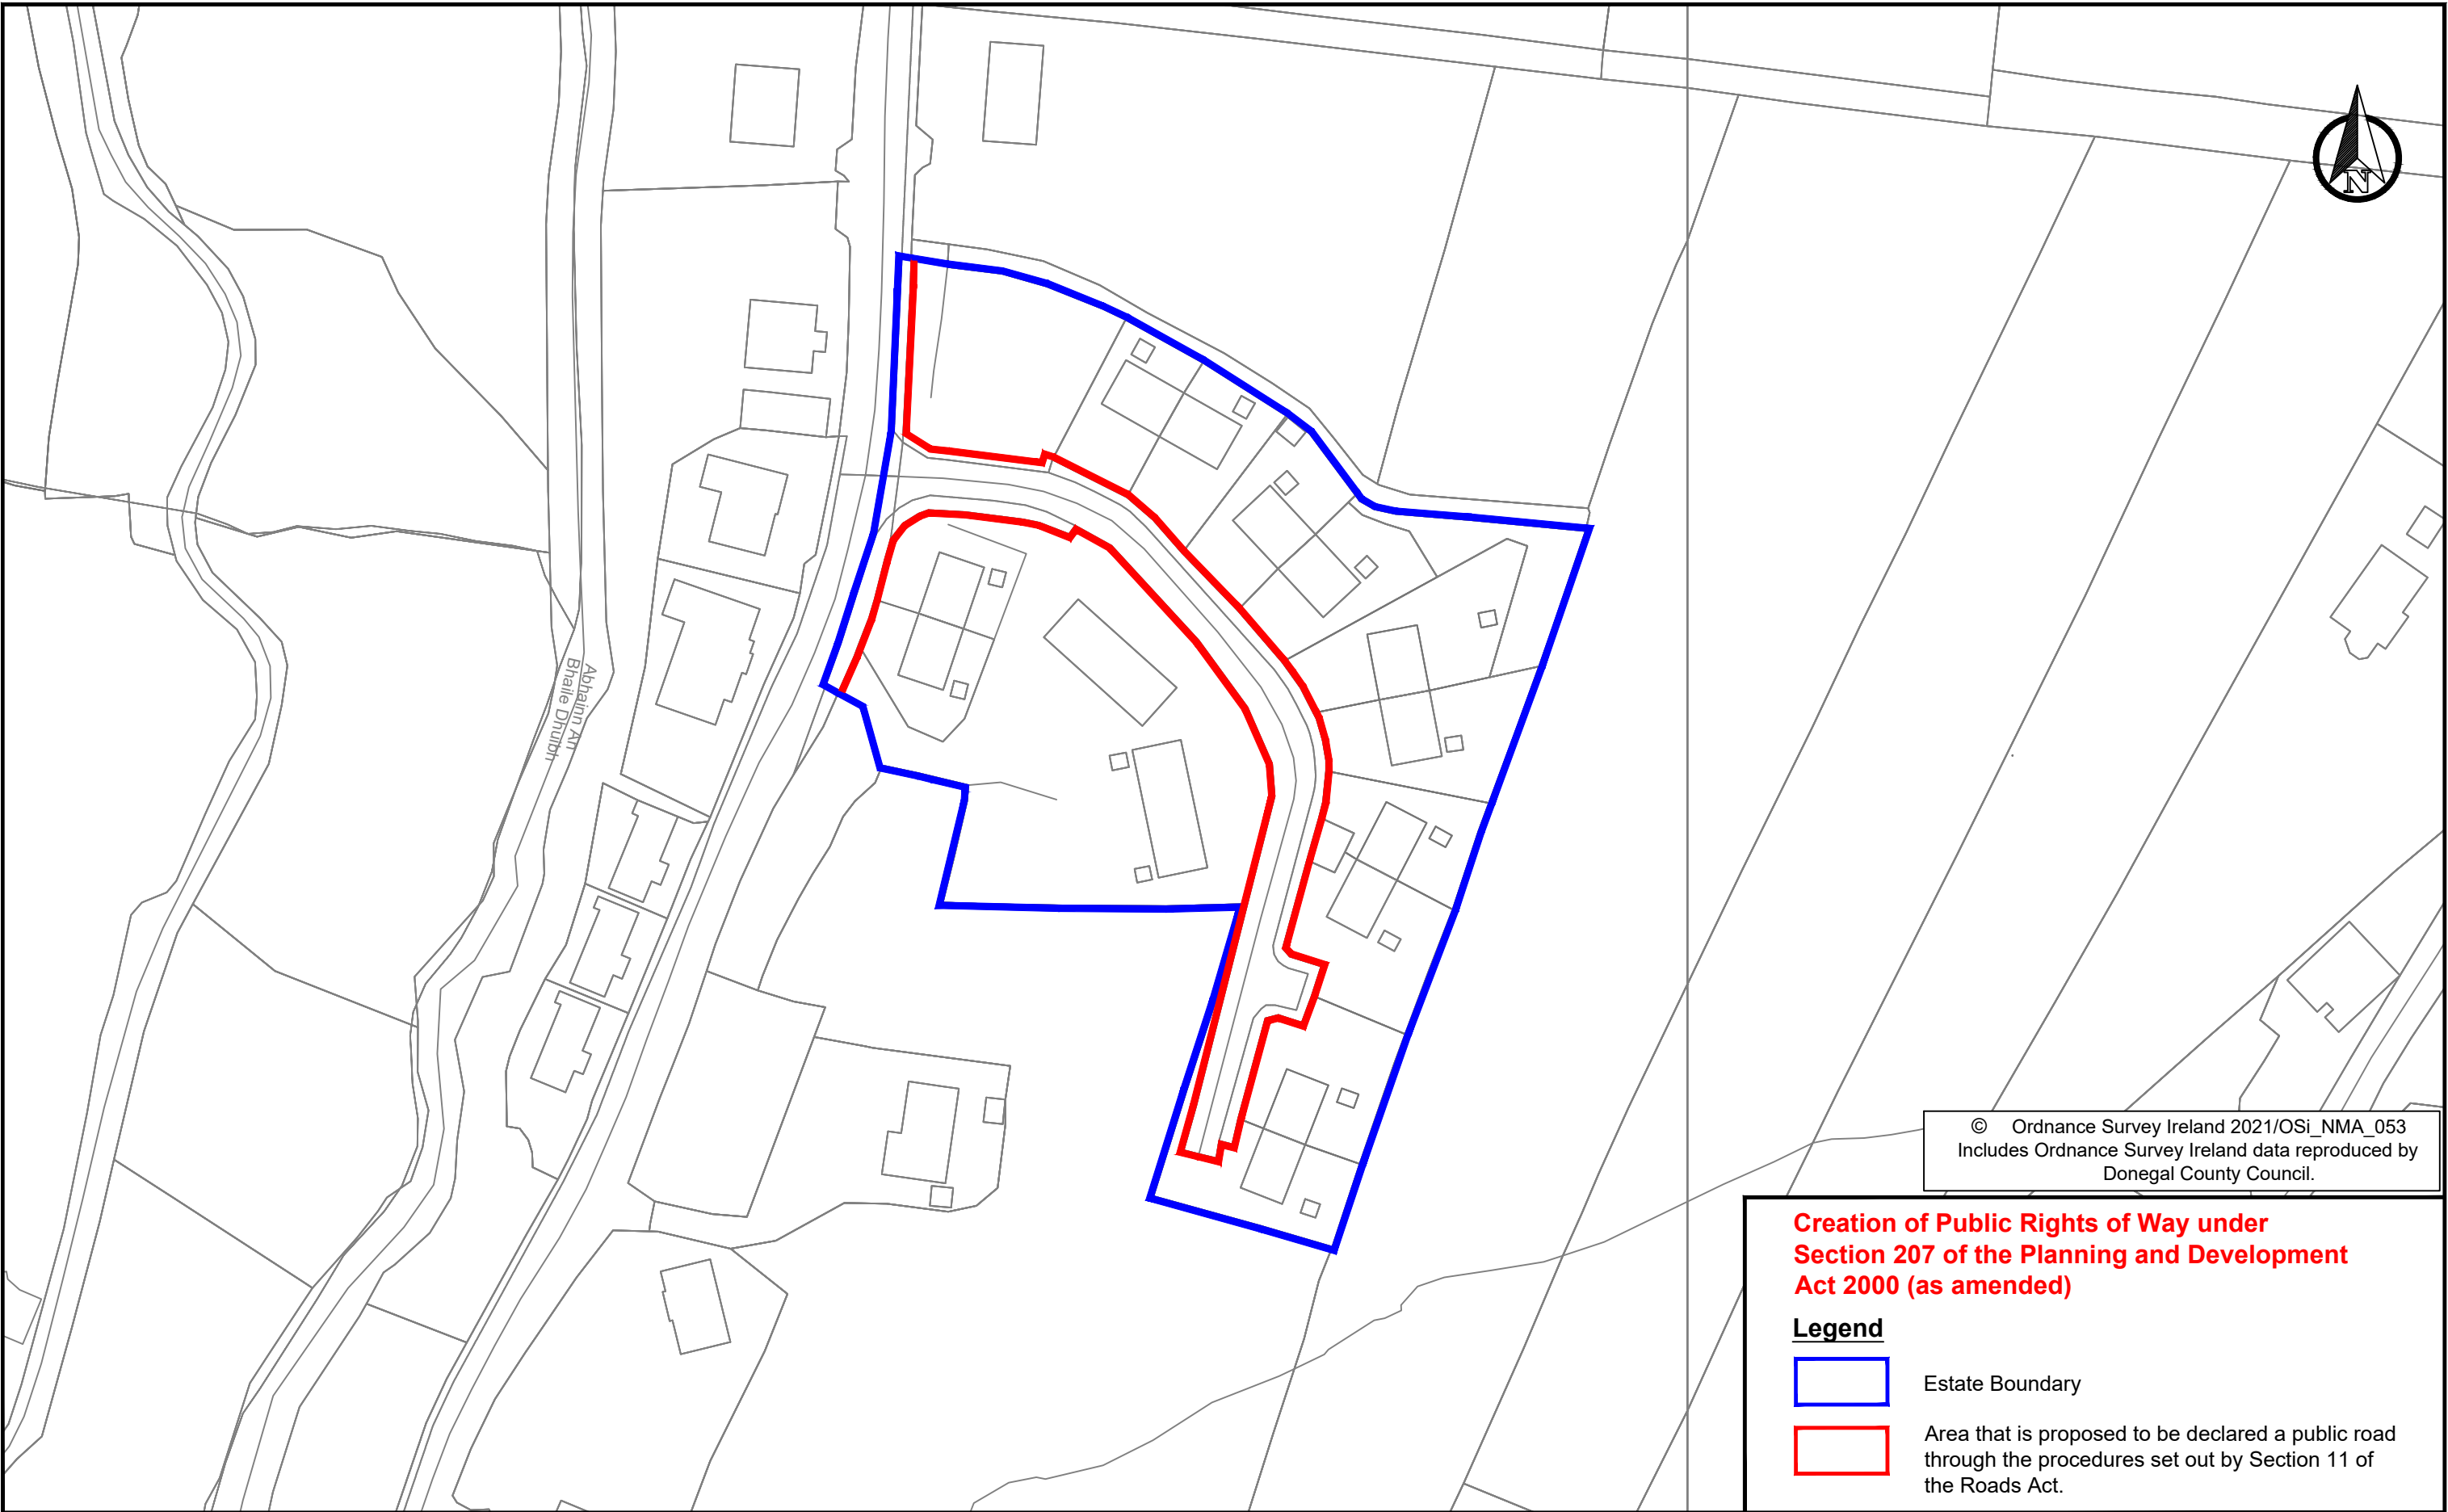 N
Abhainn An
Bhaile Dhuibh
© Ordnance Survey Ireland 2021/OSi_NMA_053
Includes Ordnance Survey Ireland data reproduced by
Donegal County Council.
Creation of Public Rights of Way under
Section 207 of the Planning and Development
Act 2000 (as amended)
Legend
Estate Boundary
Area that is proposed to be declared a public road
through the procedures set out by Section 11 of
the Roads Act.